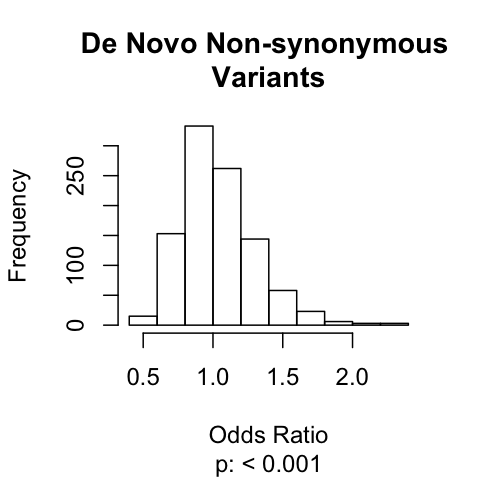 De Novo Non-synonymous
Variants
Frequency
250
100
0
0.5 1.0 1.5 2.0
Odds Ratio
p: < 0.001